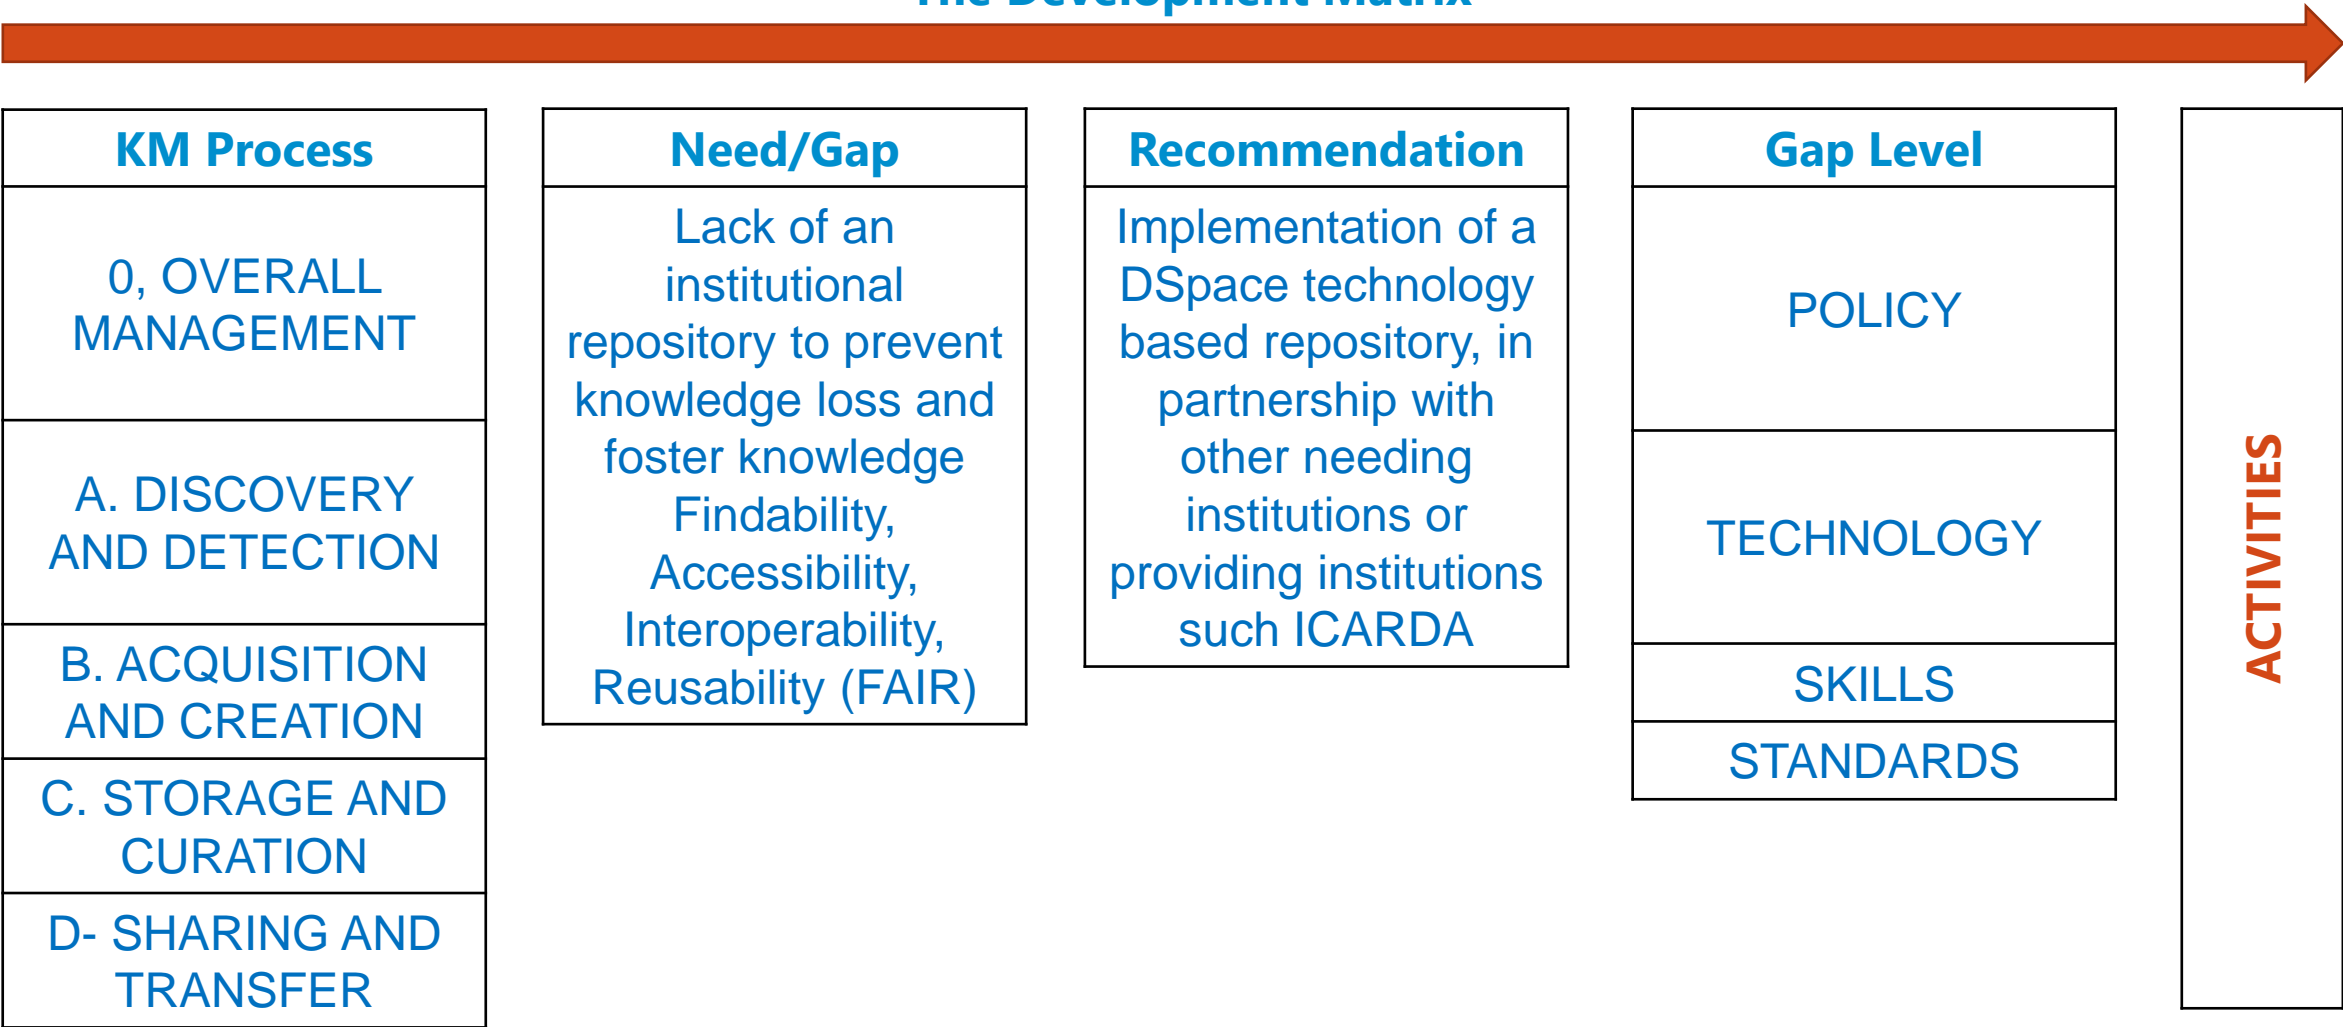 The Development Matrix
KM Process
0, OVERALL
MANAGEMENT
A. DISCOVERY
AND DETECTION
B. ACQUISITION
AND CREATION
C. STORAGE AND
CURATION
D- SHARING AND
TRANSFER
Need/Gap
Lack of an
institutional
repository to prevent
knowledge loss and
foster knowledge
Findability,
Accessibility,
Interoperability,
Reusability (FAIR)
Recommendation
Implementation of a
DSpace technology
based repository, in
partnership with
other needing
institutions or
providing institutions
such ICARDA
Gap Level
POLICY
TECHNOLOGY
SKILLS
STANDARDS
ACTIVITIES